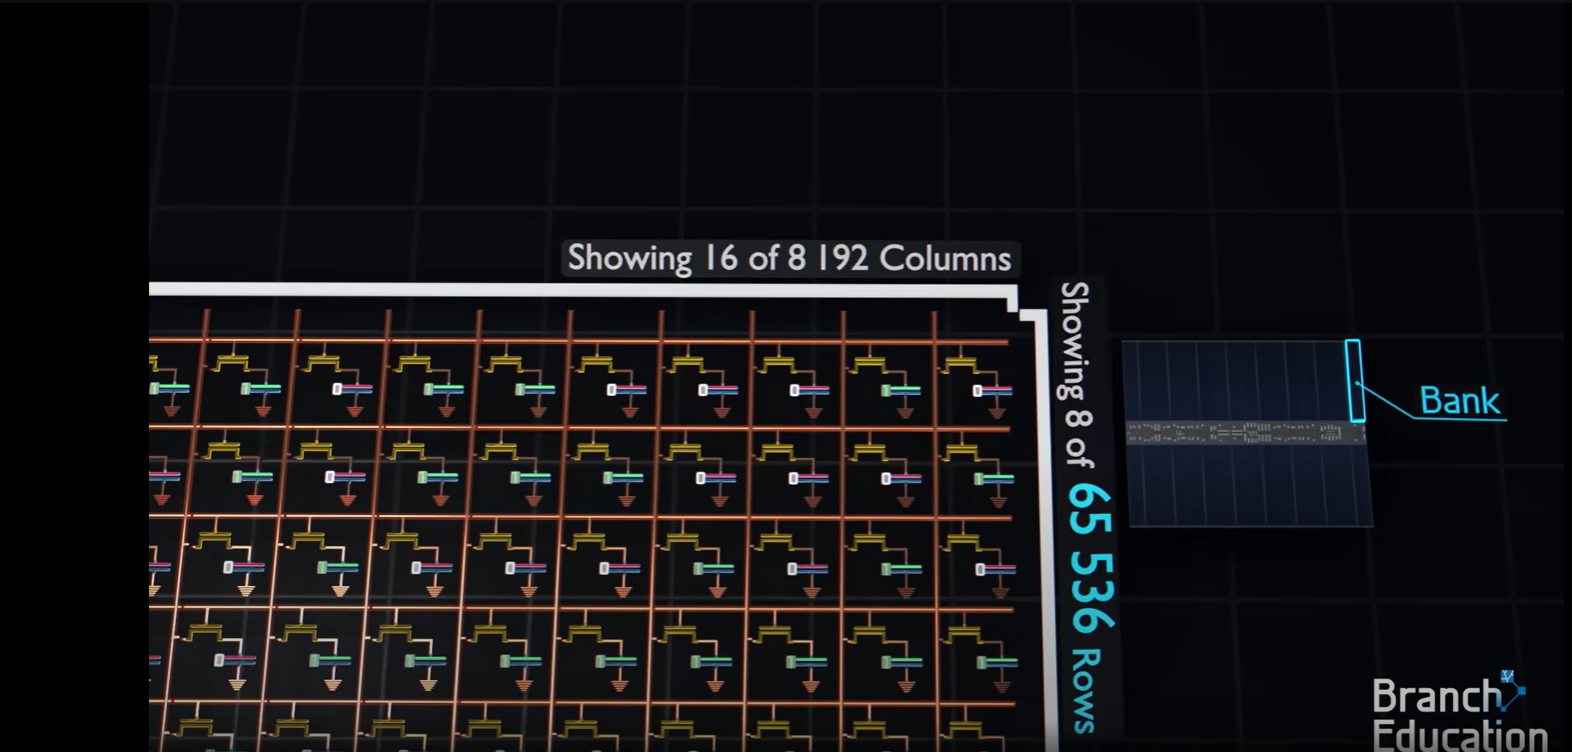 Showing 16 of 8 192 Columns
Showing 8 of 65 536 Rows
Bank
Branch
Education